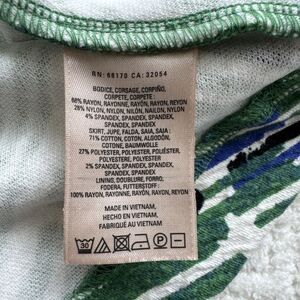 RN: 66170 CA: 32054
BODICE, CORSAGE, CORPIÑO,
CORPETE, CORPETE :
68% RAYON, RAYONNE, RAYÓN, RAYON, REYON
28% NYLON, NYLON, NILÓN, NAILON, NYLON
4% SPANDEX, SPANDEX, SPANDEX,
SPANDEX, SPANDEX
SKIRT, JUPE, FALDA, SAIA, SAIA :
71% COTTON, COTON, ALGODÓN,
COTONE, BAUMWOLLE
27% POLYESTER, POLYESTER, POLIÉSTER,
POLYESTERE, POLYESTER
2% SPANDEX, SPANDEX, SPANDEX,
SPANDEX, SPANDEX
LINING, DOUBLURE, FORRO,
FODERA, FUTTERSTOFF :
100% RAYON, RAYONNE, RAYÓN, RAYON, REYON
MADE IN VIETNAM,
HECHO EN VIETNAM,
FABRIQUÉ AU VIETNAM
30 P